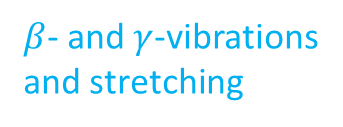 β- and γ-vibrations
and stretching